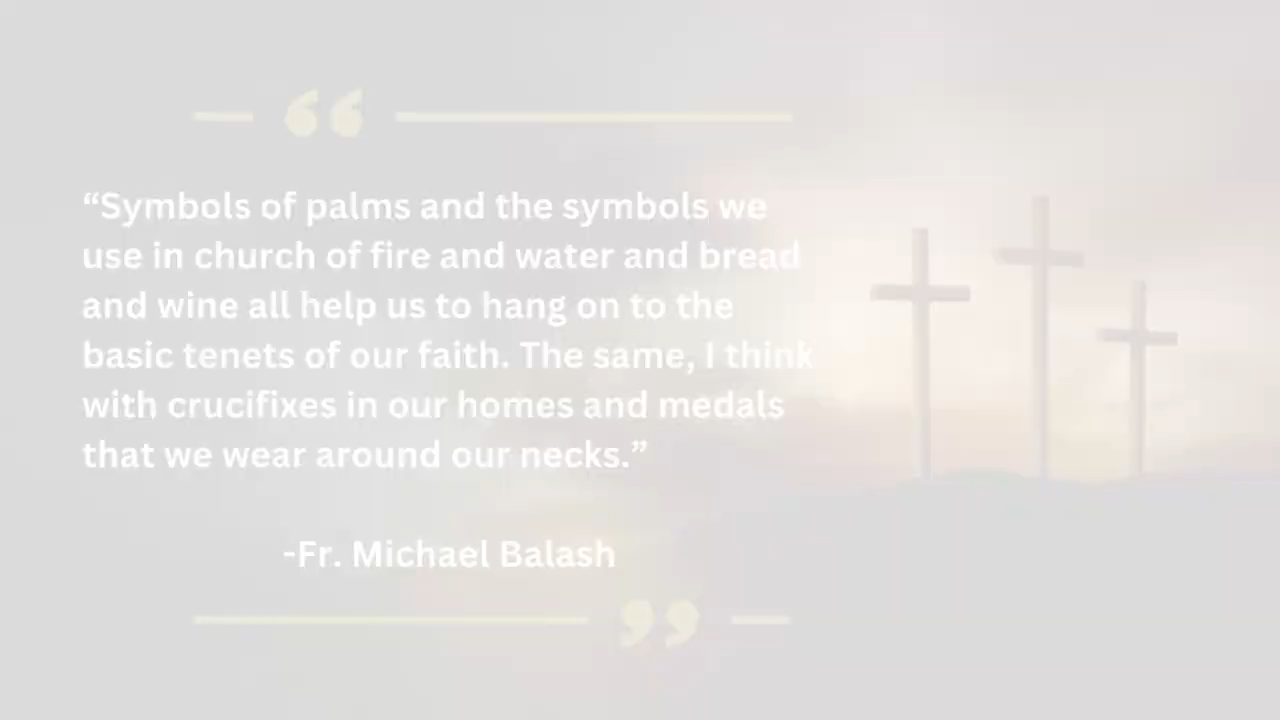 “Symbols of palms and the symbols we
use in church of fire and water and bread
and wine all help us to hang on to the
basic tenets of our faith. The same, I think
with crucifixes in our homes and medals
that we wear around our necks.”
-Fr. Michael Balash